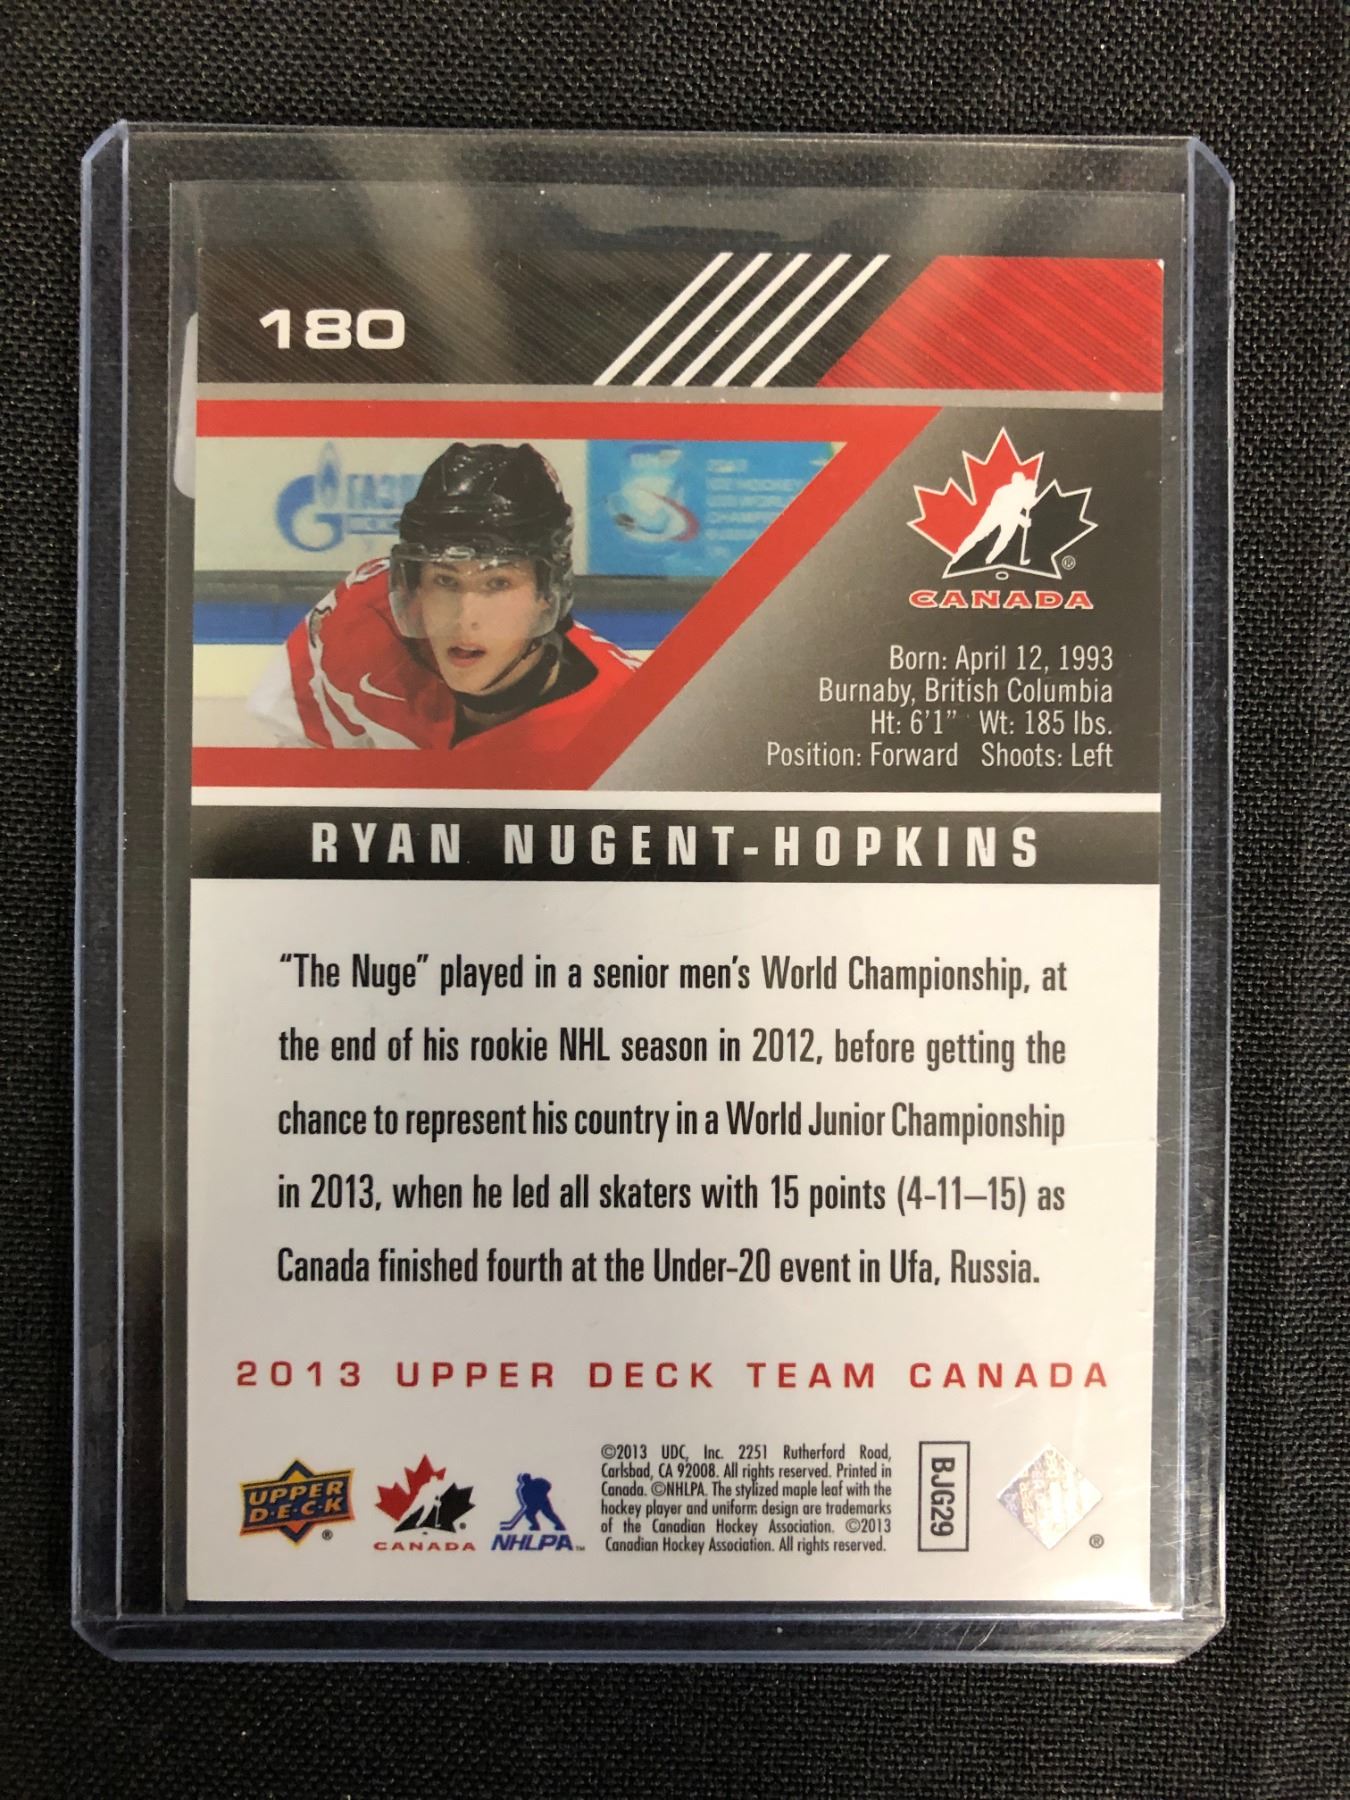 180
CANADA
Born: April 12, 1993
Burnaby, British Columbia
Ht: 6'1" Wt: 185 lbs.
Position: Forward Shoots: Left
RYAN NUGENT-HOPKINS
“The Nuge” played in a senior men’s World Championship, at
the end of his rookie NHL season in 2012, before getting the
chance to represent his country in a World Junior Championship
in 2013, when he led all skaters with 15 points (4-11–15) as
Canada finished fourth at the Under-20 event in Ufa, Russia.
2013 UPPER DECK TEAM CANADA
UPPER
D·E·C·K
®
CANADA
NHLPA™
©2013 UDC, Inc. 2251 Rutherford Road,
Carlsbad, CA 92008. All rights reserved. Printed in
Canada. ©NHLPA. The stylized maple leaf with the
hockey player and uniform design are trademarks
of the Canadian Hockey Association. ©2013
Canadian Hockey Association. All rights reserved.
BJG29
®